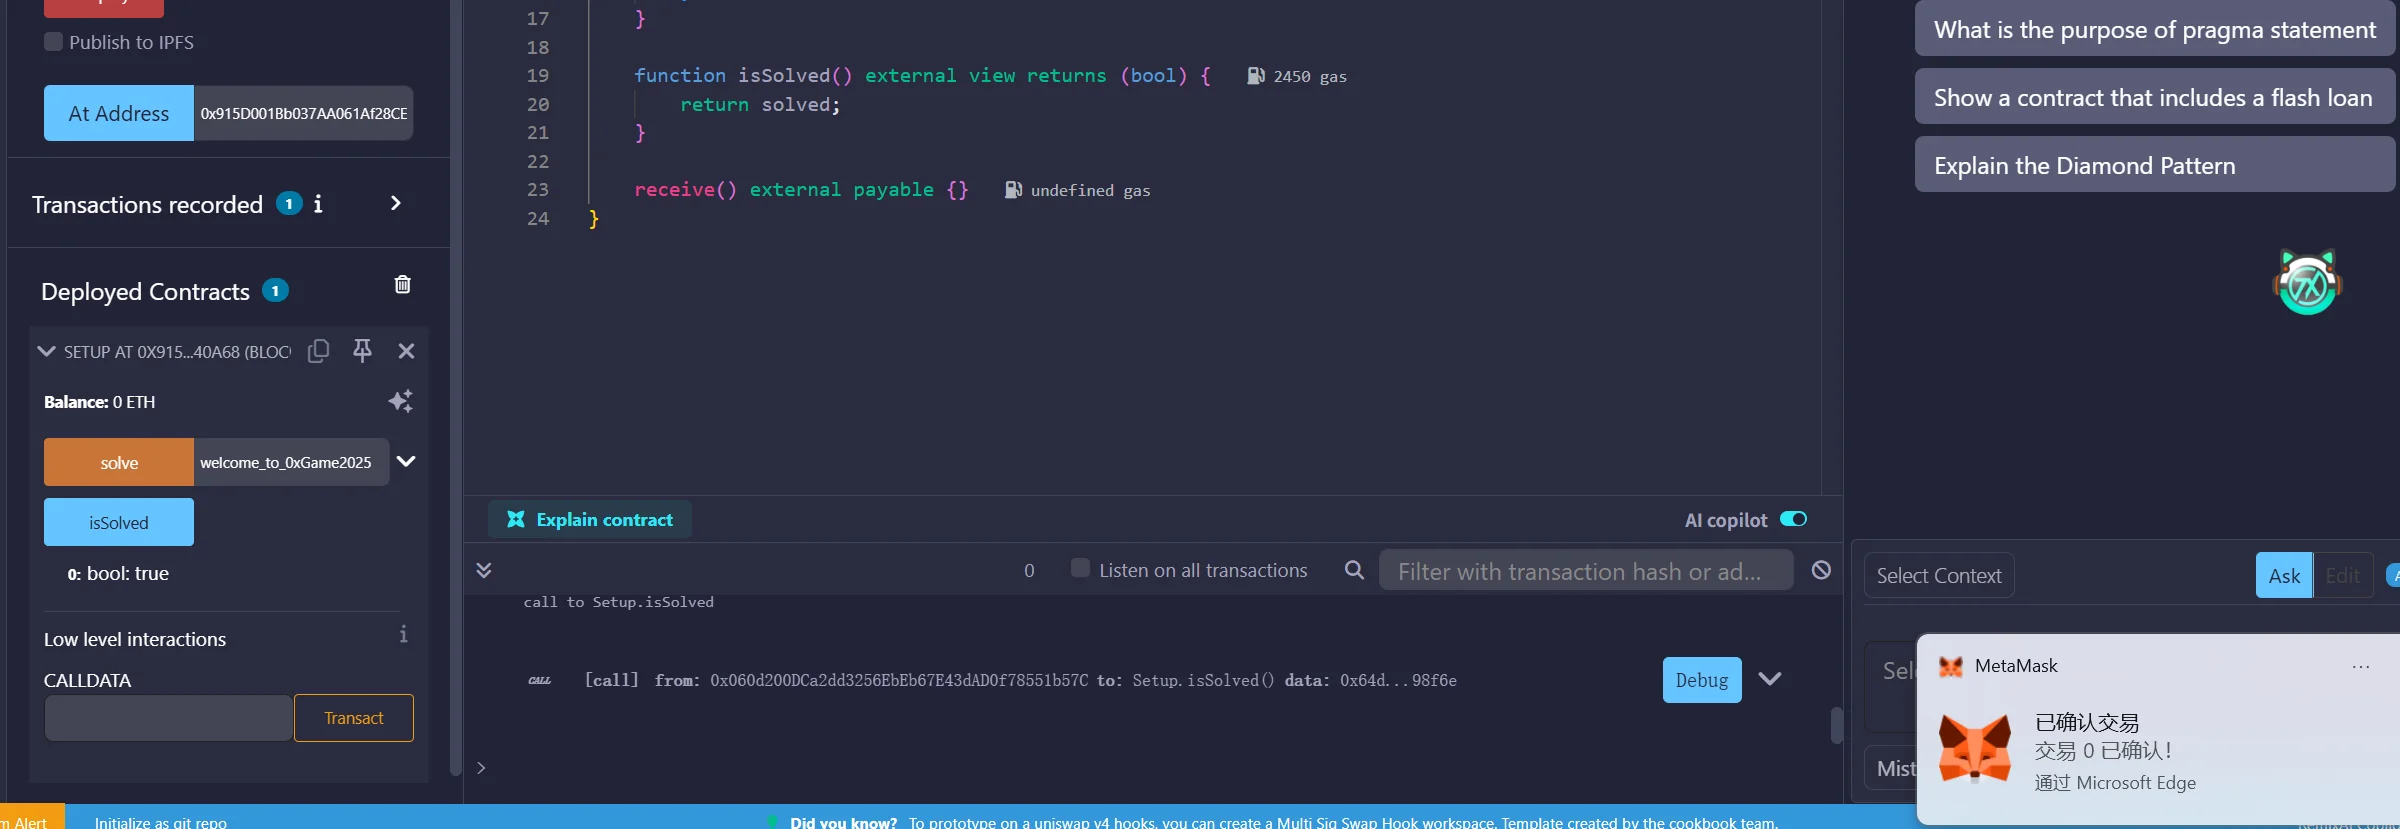 Publish to IPFS
At Address
0x915D001Bb037AA061Af28CE
Transactions recorded 1 i
Deployed Contracts 1
SETUP AT 0X915...40A68 (BLOC
Balance: 0 ETH
solve
welcome_to_0xGame2025
isSolved
0: bool: true
Low level interactions
i
CALLDATA
Transact
17 }
18
19 function isSolved() external view returns (bool) { 2450 gas
20 return solved;
21 }
22
23 receive() external payable {} undefined gas
24 }
Explain contract
AI copilot
0
Listen on all transactions
Filter with transaction hash or ad...
call to Setup.isSolved
CALL [call] from: 0x060d200DCa2dd3256EbEb67E43dAD0f78551b57C to: Setup.isSolved() data: 0x64d...98f6e
Debug
>
What is the purpose of pragma statement
Show a contract that includes a flash loan
Explain the Diamond Pattern
Select Context
Ask
Edit
MetaMask
...
已确认交易
交易 0 已确认!
通过 Microsoft Edge
Sel
Mist
m Alert
Initialize as git repo
Did you know? To prototype on a uniswap v4 hooks, you can create a Multi Sig Swap Hook workspace. Template created by the cookbook team.